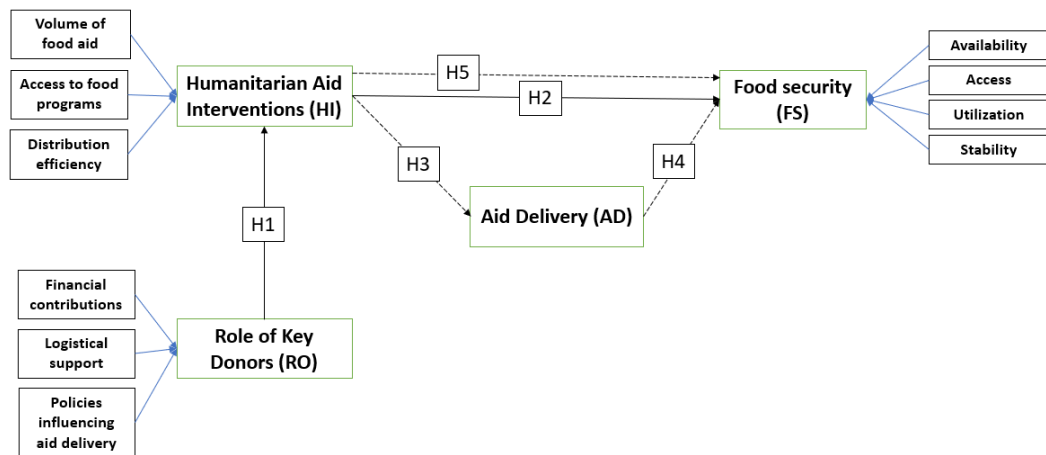 Volume of
food aid
Access to food
programs
Distribution
efficiency
Humanitarian Aid
Interventions (HI)
H5
H2
H3
H4
Food security
(FS)
Availability
Access
Utilization
Stability
Aid Delivery (AD)
H1
Financial
contributions
Logistical
support
Policies
influencing
aid delivery
Role of Key
Donors (RO)